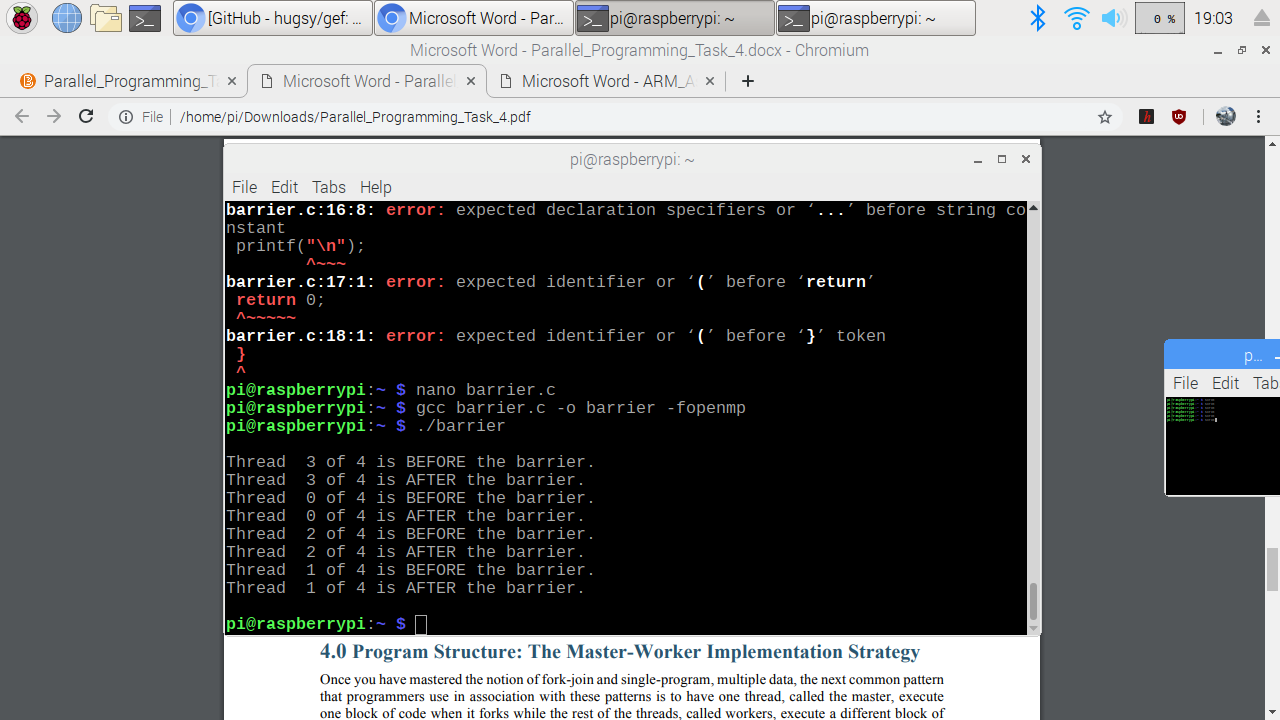 [GitHub - hugsy/gef: ...
Microsoft Word - Par...
pi@raspberrypi: ~
pi@raspberrypi: ~
0 %
19:03
Microsoft Word - Parallel_Programming_Task_4.docx - Chromium
Parallel_Programming_T
Microsoft Word - Parallel
Microsoft Word - ARM_A
File
/home/pi/Downloads/Parallel_Programming_Task_4.pdf
pi@raspberrypi: ~
File Edit Tabs Help
barrier.c:16:8: error: expected declaration specifiers or ‘...’ before string co
nstant
printf("\n");
^~~~
barrier.c:17:1: error: expected identifier or ‘(’ before ‘return’
return 0;
^~~~~~
barrier.c:18:1: error: expected identifier or ‘(’ before ‘}’ token
}
^
pi@raspberrypi:~ $ nano barrier.c
pi@raspberrypi:~ $ gcc barrier.c -o barrier -fopenmp
pi@raspberrypi:~ $ ./barrier
Thread  3 of 4 is BEFORE the barrier.
Thread  3 of 4 is AFTER the barrier.
Thread  0 of 4 is BEFORE the barrier.
Thread  0 of 4 is AFTER the barrier.
Thread  2 of 4 is BEFORE the barrier.
Thread  2 of 4 is AFTER the barrier.
Thread  1 of 4 is BEFORE the barrier.
Thread  1 of 4 is AFTER the barrier.
pi@raspberrypi:~ $
p...
File Edit Tab
4.0 Program Structure: The Master-Worker Implementation Strategy
Once you have mastered the notion of fork-join and single-program, multiple data, the next common pattern
that programmers use in association with these patterns is to have one thread, called the master, execute
one block of code when it forks while the rest of the threads, called workers, execute a different block of